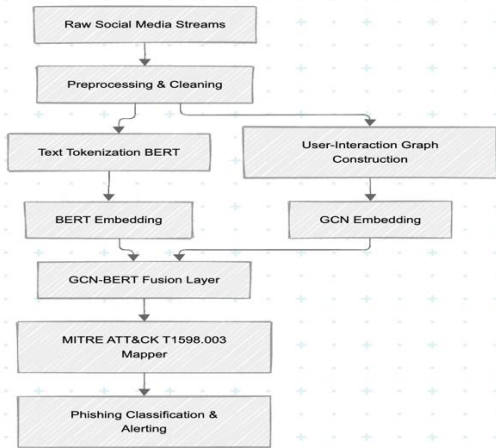 Raw Social Media Streams
Preprocessing & Cleaning
Text Tokenization BERT
User-Interaction Graph
Construction
BERT Embedding
GCN Embedding
GCN-BERT Fusion Layer
MITRE ATT&CK T1598.003
Mapper
Phishing Classification &
Alerting